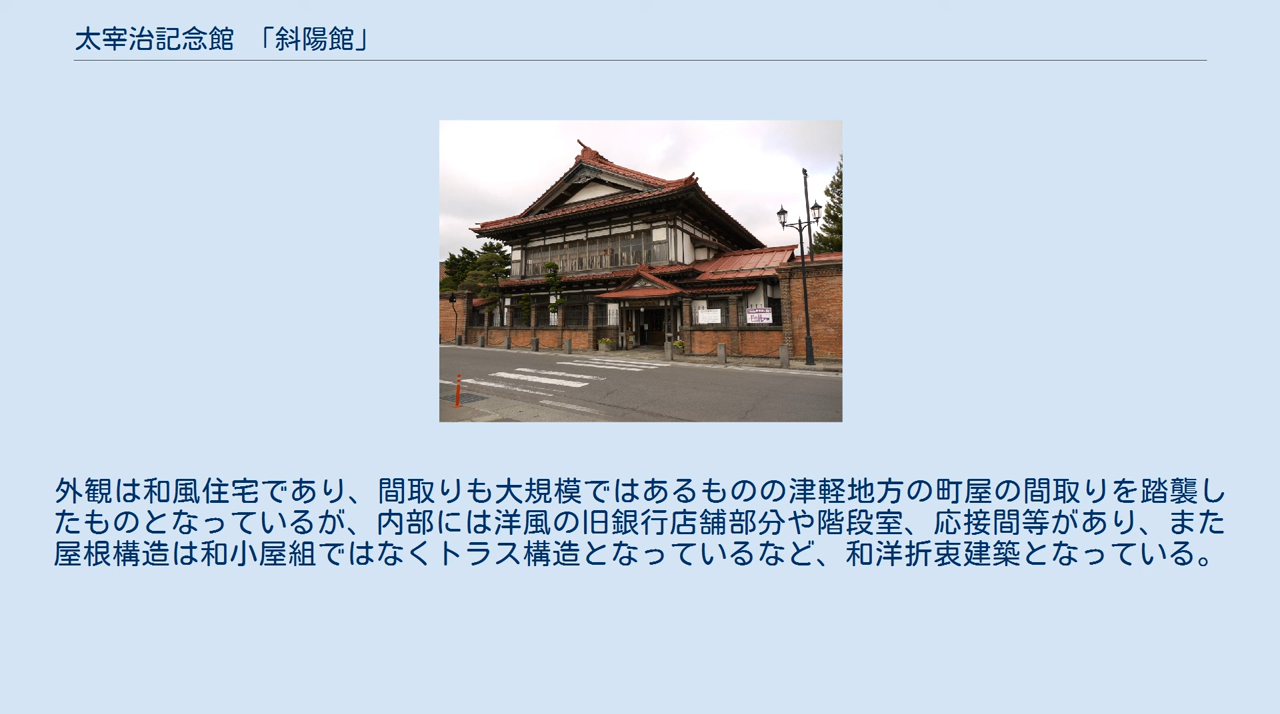 太宰治記念館 「斜陽館」
外観は和風住宅であり、間取りも大規模ではあるものの津軽地方の町屋の間取りを踏襲し
たものとなっているが、内部には洋風の旧銀行店舗部分や階段室、応接間等があり、また
屋根構造は和小屋組ではなくトラス構造となっているなど、和洋折衷建築となっている。